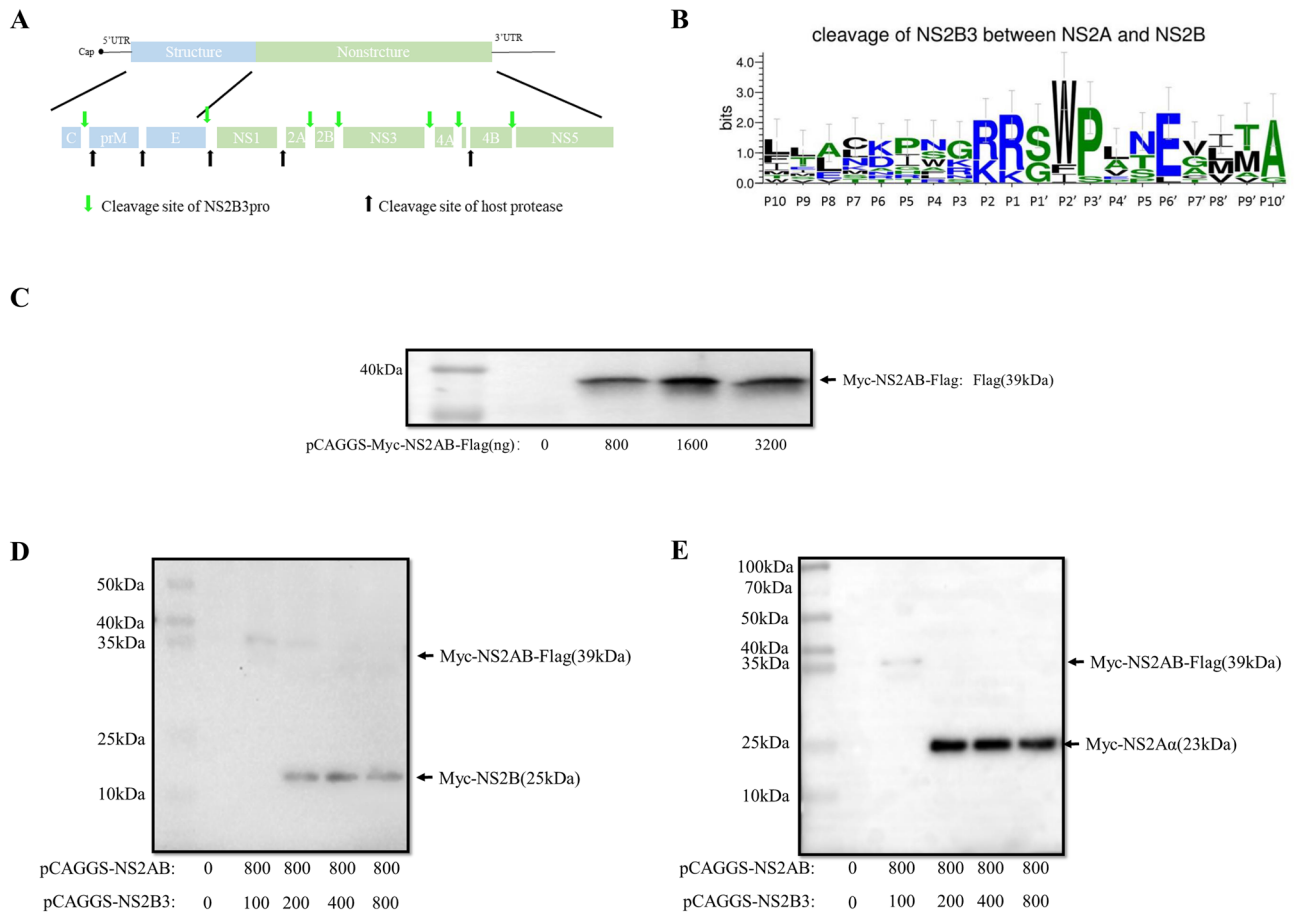 A
5'UTR
3'UTR
Cap
Structure
Nonstrcture
C
prM
E
NS1
2A
2B
NS3
4A
4B
NS5
Cleavage site of NS2B3pro
Cleavage site of host protease
B
cleavage of NS2B3 between NS2A and NS2B
bits
4.0
3.0
2.0
1.0
0.0
P10 P9 P8 P7 P6 P5 P4 P3 P2 P1 P1' P2' P3' P4' P5 P6' P7' P8' P9' P10'
C
40kDa
Myc-NS2AB-Flag: Flag(39kDa)
pCAGGS-Myc-NS2AB-Flag(ng): 0 800 1600 3200
D
50kDa
40kDa
35kDa
25kDa
10kDa
Myc-NS2AB-Flag(39kDa)
Myc-NS2B(25kDa)
pCAGGS-NS2AB: 0 800 800 800 800
pCAGGS-NS2B3: 0 100 200 400 800
E
100kDa
70kDa
50kDa
40kDa
35kDa
25kDa
10kDa
Myc-NS2AB-Flag(39kDa)
Myc-NS2Aα(23kDa)
pCAGGS-NS2AB: 0 800 800 800 800
pCAGGS-NS2B3: 0 100 200 400 800